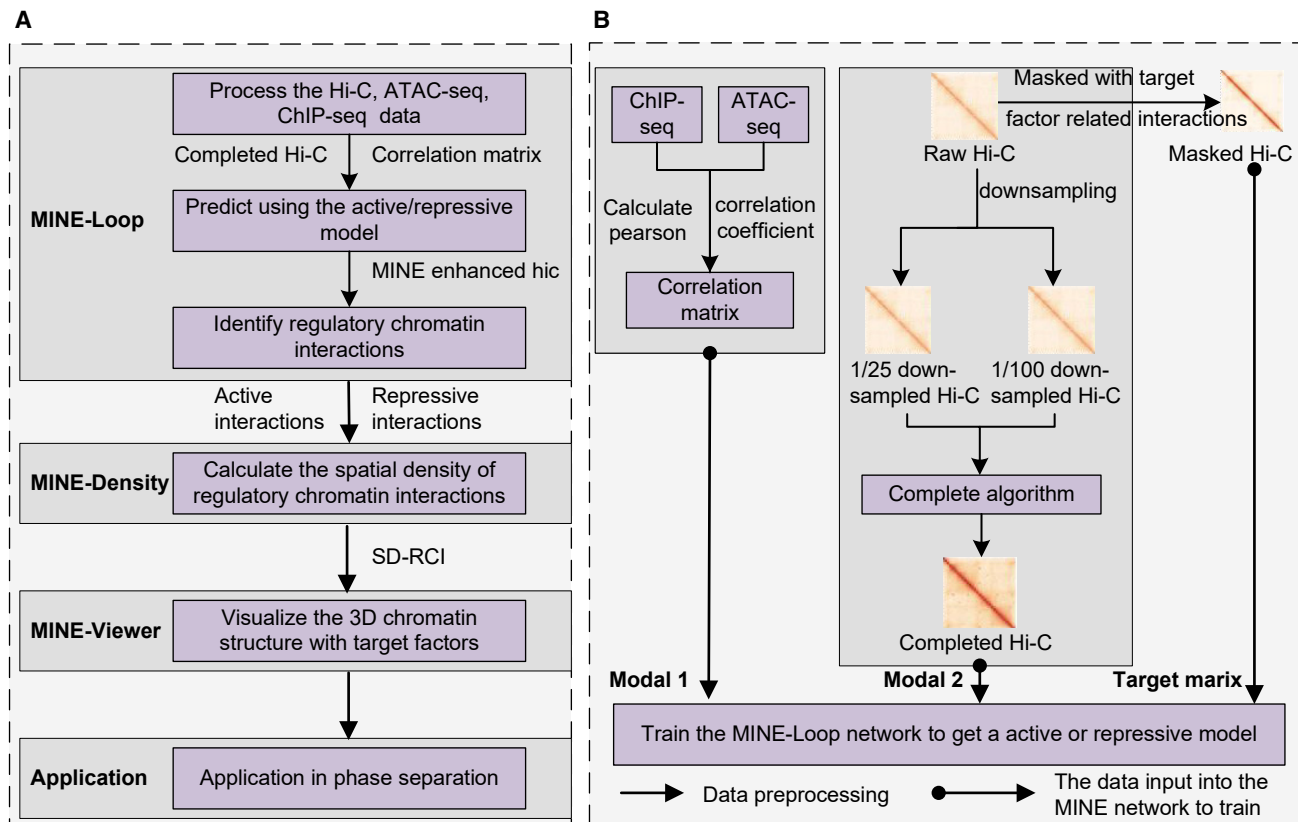 A
MINE-Loop
Process the Hi-C, ATAC-seq,
ChIP-seq data
Completed Hi-C
Correlation matrix
Predict using the active/repressive
model
MINE enhanced hic
Identify regulatory chromatin
interactions
Active
interactions
Repressive
interactions
MINE-Density
Calculate the spatial density of
regulatory chromatin interactions
SD-RCI
MINE-Viewer
Visualize the 3D chromatin
structure with target factors
Application
Application in phase separation
B
ChIP-
seq
ATAC-
seq
Calculate
pearson
correlation
coefficient
Correlation
matrix
Raw Hi-C
Masked with target
factor related interactions
Masked Hi-C
downsampling
1/25 down-
sampled Hi-C
1/100 down-
sampled Hi-C
Complete algorithm
Completed Hi-C
Modal 1
Modal 2
Target marix
Train the MINE-Loop network to get a active or repressive model
Data preprocessing
The data input into the
MINE network to train